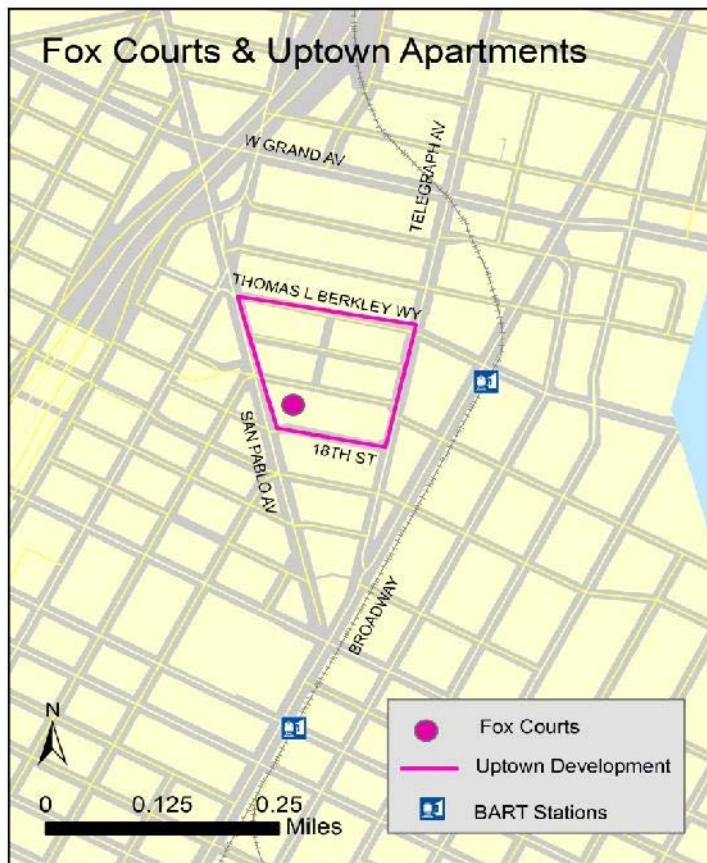 Fox Courts & Uptown Apartments
W GRAND AV
TELEGRAPH AV
THOMAS L BERKLEY WY
SAN PABLO AV
18TH ST
BROADWAY
N
0 0.125 0.25
Miles
Fox Courts
Uptown Development
BART Stations